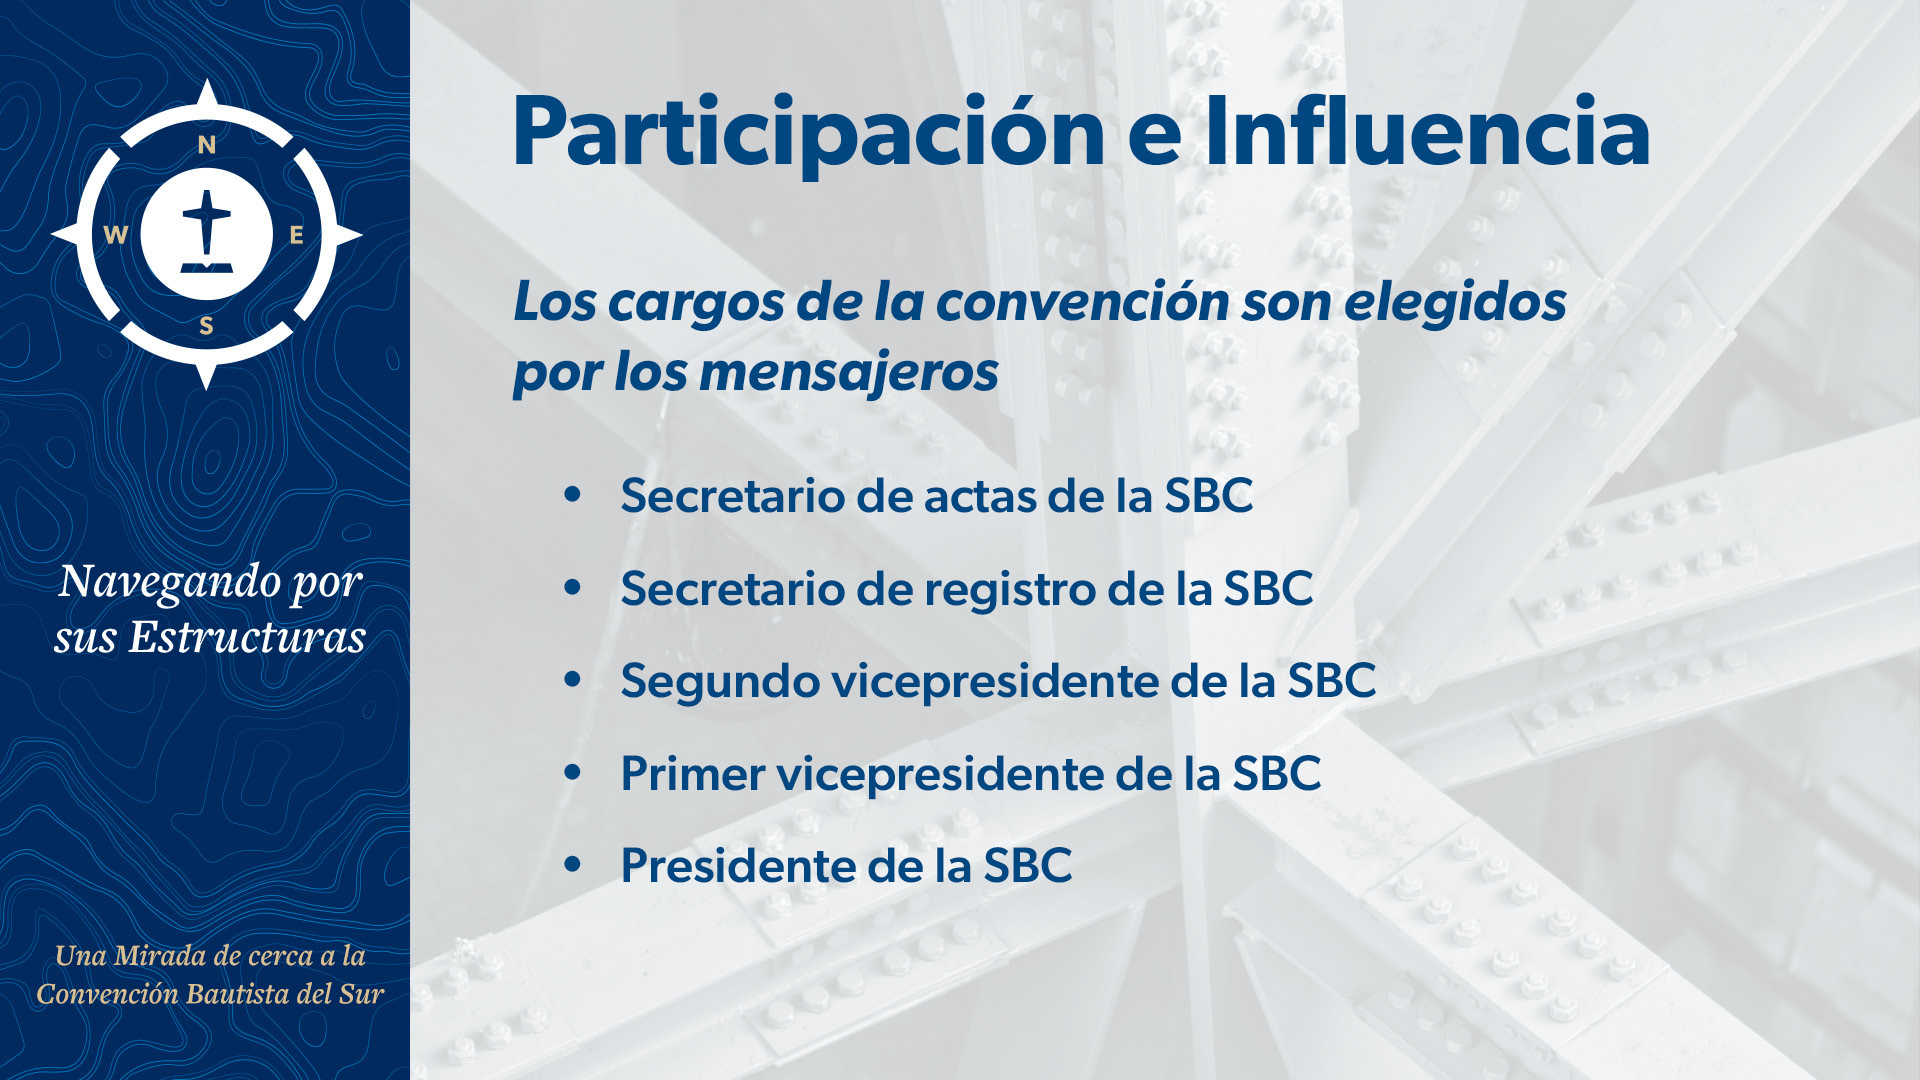 N
W
E
S
Navegando por
sus Estructuras
Una Mirada de cerca a la
Convención Bautista del Sur
Participación e Influencia
Los cargos de la convención son elegidos
por los mensajeros
• Secretario de actas de la SBC
• Secretario de registro de la SBC
• Segundo vicepresidente de la SBC
• Primer vicepresidente de la SBC
• Presidente de la SBC